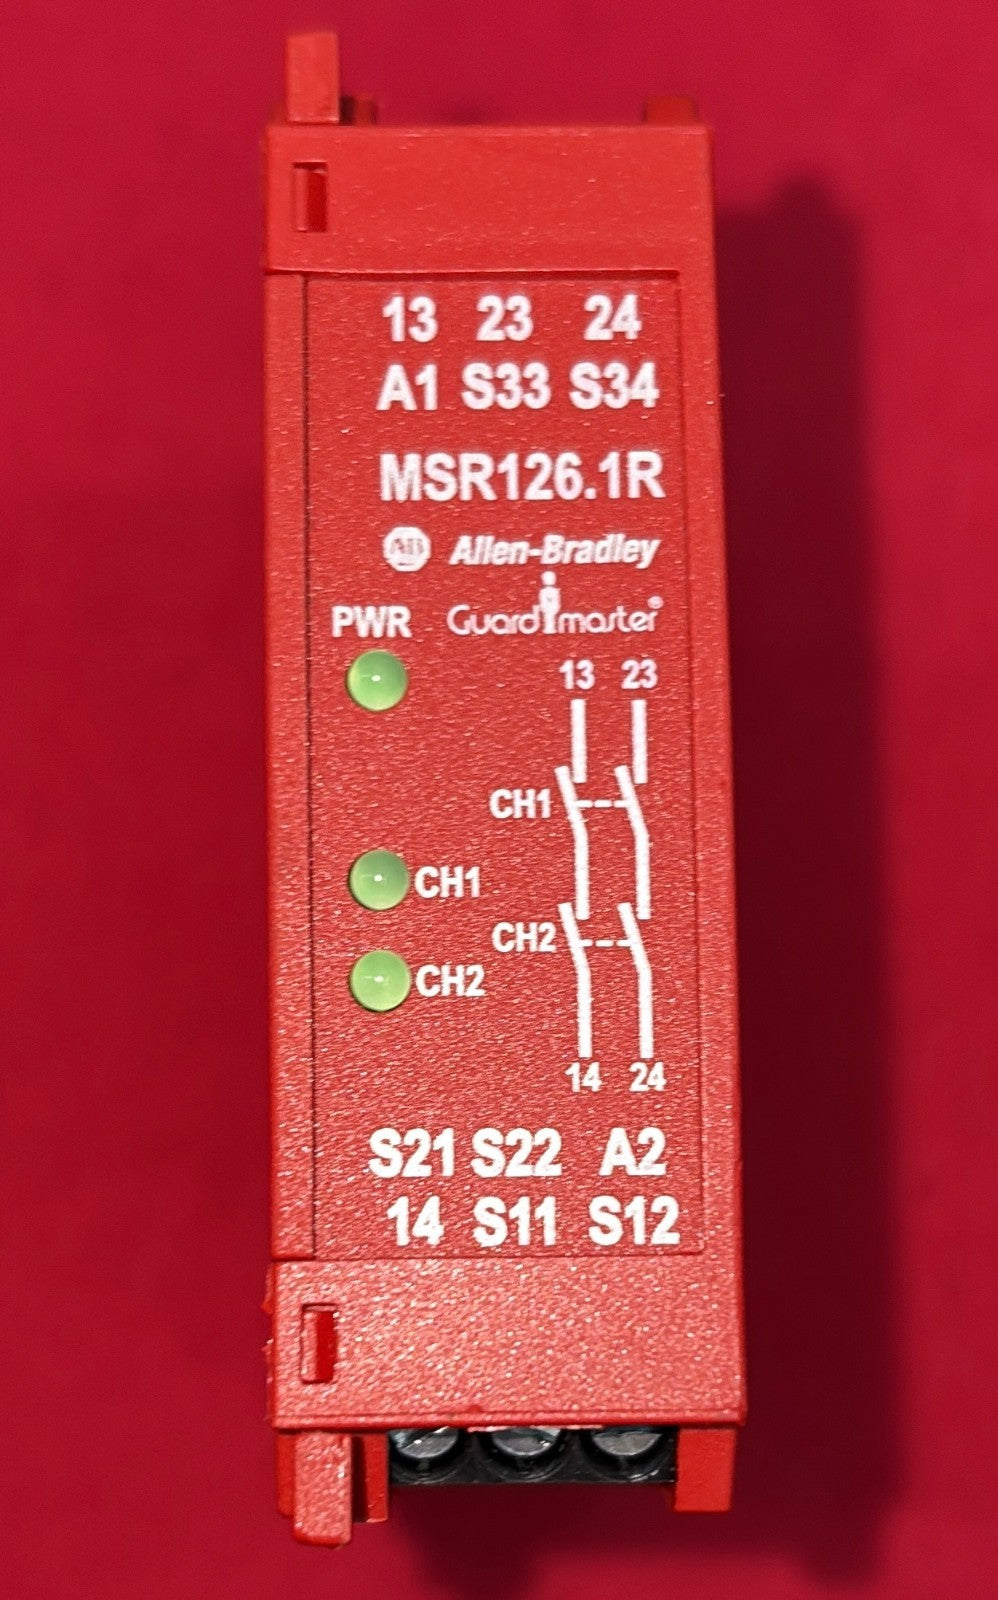 13 23 24
A1 S33 S34
MSR126.1R
AB Allen-Bradley
PWR Guardmaster®
13 23
CH1
CH1
CH2
CH2
14 24
S21 S22 A2
14 S11 S12